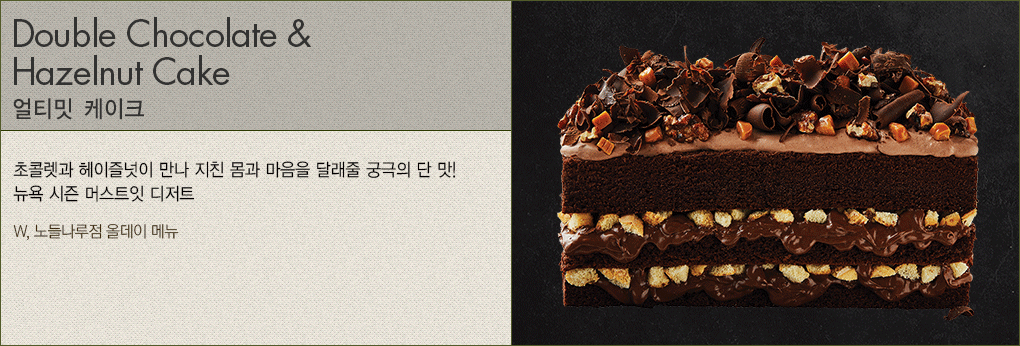 Double Chocolate &
Hazelnut Cake
얼티밋 케이크
초콜렛과 헤이즐넛이 만나 지친 몸과 마음을 달래줄 궁극의 단 맛!
뉴욕 시즌 머스트잇 디저트
W, 노들나루점 올데이 메뉴